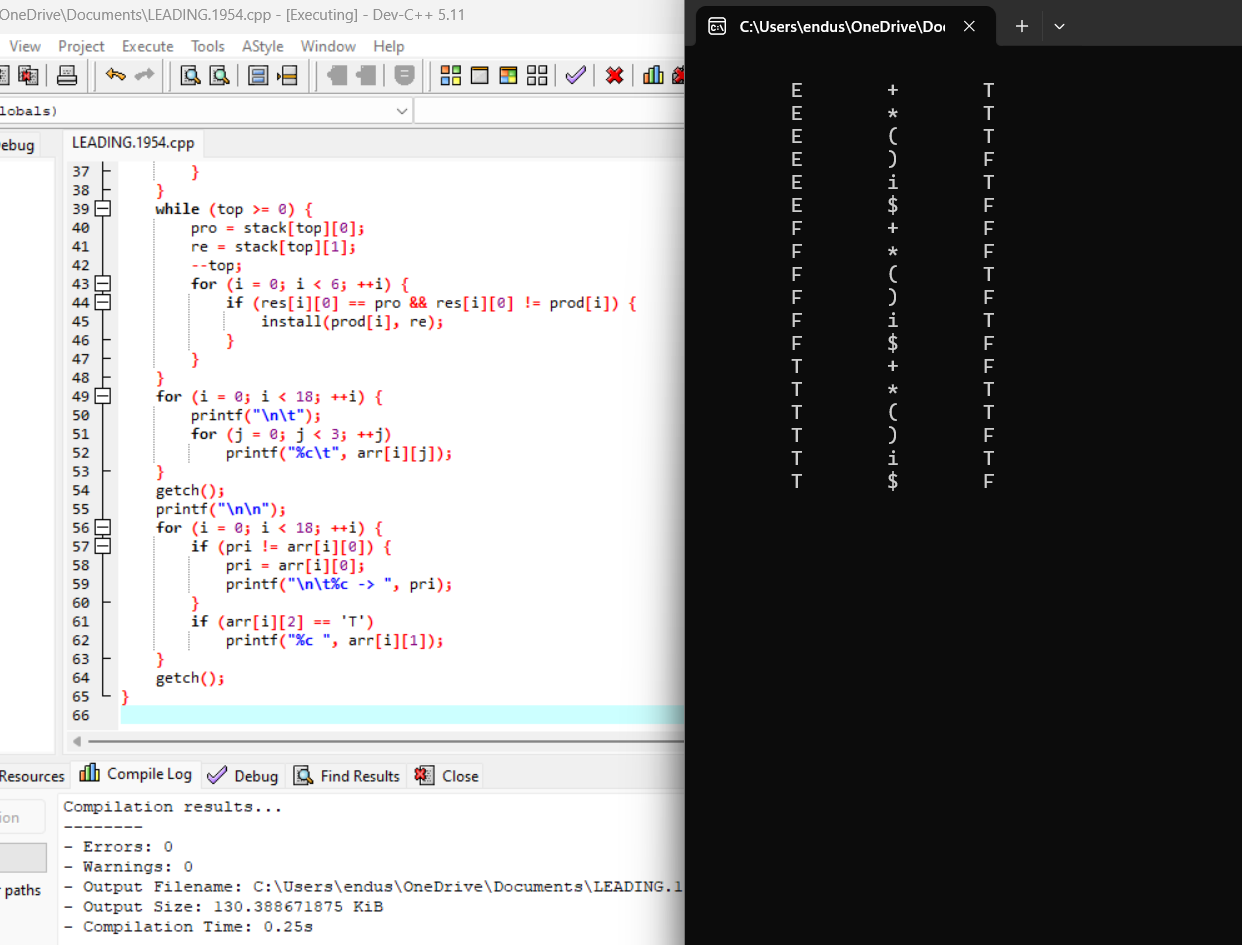 OneDrive\Documents\LEADING.1954.cpp - [Executing] - Dev-C++ 5.11
View Project Execute Tools AStyle Window Help
lobals)
ebug
LEADING.1954.cpp
37 }
38 }
39 while (top >= 0) {
40 pro = stack[top][0];
41 re = stack[top][1];
42 --top;
43 for (i = 0; i < 6; ++i) {
44 if (res[i][0] == pro && res[i][0] != prod[i]) {
45 install(prod[i], re);
46 }
47 }
48 }
49 for (i = 0; i < 18; ++i) {
50 printf("\n\t");
51 for (j = 0; j < 3; ++j)
52 printf("%c\t", arr[i][j]);
53 }
54 getch();
55 printf("\n\n");
56 for (i = 0; i < 18; ++i) {
57 if (pri != arr[i][0]) {
58 pri = arr[i][0];
59 printf("\n\t%c -> ", pri);
60 }
61 if (arr[i][2] == 'T')
62 printf("%c ", arr[i][1]);
63 }
64 getch();
65 }
66
Resources Compile Log Debug Find Results Close
ion
paths
Compilation results...
--------
- Errors: 0
- Warnings: 0
- Output Filename: C:\Users\endus\OneDrive\Documents\LEADING.1
- Output Size: 130.388671875 KiB
- Compilation Time: 0.25s
C:\Users\endus\OneDrive\Do
E + T
E * T
E ( T
E ) F
E i T
E $ F
F + F
F * F
F ( T
F ) F
F i T
F $ F
T + F
T * T
T ( T
T ) F
T i T
T $ F